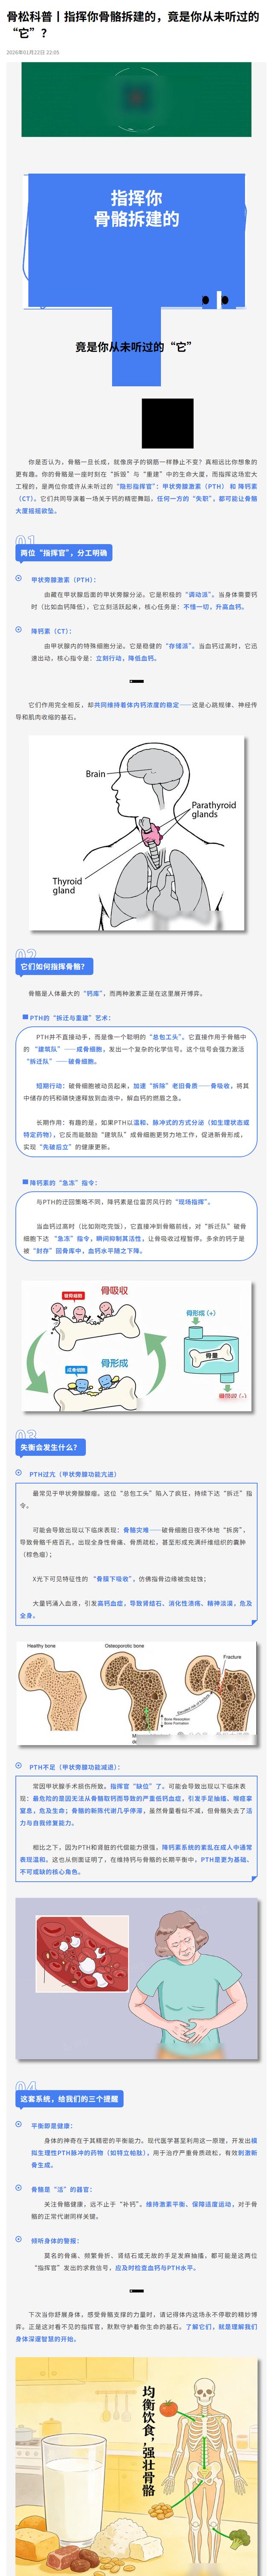 骨松科普丨指挥你骨骼拆建的，竟是你从未听过的
“它”？
2026年01月22日 22:05
指挥你
骨骼拆建的
竟是你从未听过的“它”
你是否认为，骨骼一旦长成，就像房子的钢筋一样静止不变？真相远比你想象的
更有趣。你的骨骼是一座时刻在“拆毁”与“重建”中的生命大厦，而指挥这场宏大
工程的，是两位你或许从未听过的“隐形指挥官”：甲状旁腺激素（PTH） 和 降钙素
（CT）。它们共同导演着一场关于钙的精密舞蹈，任何一方的“失职”，都可能让骨骼
大厦摇摇欲坠。
01
两位“指挥官”，分工明确
甲状旁腺激素（PTH）：
由藏在甲状腺后面的甲状旁腺分泌。它是积极的“调动派”。当身体需要钙
时（比如血钙降低），它立刻活跃起来，核心任务是：不惜一切，升高血钙。
降钙素（CT）：
由甲状腺内的特殊细胞分泌。它是稳健的“存储派”。当血钙过高时，它迅
速出动，核心指令是：立刻行动，降低血钙。
它们作用完全相反，却共同维持着体内钙浓度的稳定——这是心跳规律、神经传
导和肌肉收缩的基石。
Brain
Parathyroid
glands
Thyroid
gland
02
它们如何指挥骨骼？
骨骼是人体最大的“钙库”，而两种激素正是在这里展开博弈。
PTH的“拆迁与重建”艺术：
PTH并不直接动手，而是像一个聪明的“总包工头”。它直接作用于骨骼中
的 “建筑队”——成骨细胞，发出一个复杂的化学信号。这个信号会强力激活
“拆迁队”——破骨细胞。
短期行动：破骨细胞被动员起来，加速“拆除”老旧骨质——骨吸收，将其
中储存的钙和磷快速释放到血液中，解血钙的燃眉之急。
长期作用：有趣的是，如果PTH以温和、脉冲式的方式分泌（如生理状态或
特定药物），它反而能鼓励“建筑队”成骨细胞更努力地工作，促进新骨形成，
实现“先破后立”的健康更新。
降钙素的“急冻”指令：
与PTH的迂回策略不同，降钙素是位雷厉风行的“现场指挥”。
当血钙过高时（比如刚吃完饭），它直接冲到骨骼前线，对“拆迁队”破骨
细胞下达 “急冻”指令，瞬间抑制其活性，让骨吸收过程暂停。多余的钙于是
被“封存”回骨库中，血钙水平随之下降。
骨吸收
破骨细胞
骨形成
成骨细胞
骨形成 (+)
骨量
骨吸收 (-)
03
失衡会发生什么？
PTH过亢（甲状旁腺功能亢进）
最常见于甲状旁腺腺瘤。这位“总包工头”陷入了疯狂，持续下达“拆迁”指
令。
可能会导致出现以下临床表现：骨骼灾难——破骨细胞日夜不休地“拆房”，
导致骨骼千疮百孔，出现全身性骨痛、骨质疏松，甚至形成充满纤维组织的囊肿
（棕色瘤）；
X光下可见特征性的 “骨膜下吸收”，仿佛指骨边缘被虫蛀蚀；
大量钙涌入血液，引发高钙血症，导致肾结石、消化性溃疡、精神淡漠，危及
全身。
Healthy bone
Osteoporotic bone
Fracture
Bone Resorption
Bone Formation
PTH不足（甲状旁腺功能减退）：
常因甲状腺手术损伤所致。指挥官“缺位”了。可能会导致出现以下临床表
现：最危险的是因无法从骨骼取钙而导致的严重低钙血症，引发手足抽搐、喉痉挛
窒息，危及生命；骨骼的新陈代谢几乎停滞，虽然骨量看似不减，但骨骼失去了活
力与自我修复能力。
相比之下，因为PTH和肾脏的代偿能力很强，降钙素系统的紊乱在成人中通常
表现温和。这也从侧面证明了，在维持钙与骨骼的长期平衡中，PTH是更为基础、
不可或缺的核心角色。
04
这套系统，给我们的三个提醒
平衡即是健康：
身体的神奇在于其精密的平衡能力。现代医学甚至利用这一原理，开发出模
拟生理性PTH脉冲的药物（如特立帕肽），用于治疗严重骨质疏松，有效刺激新
骨生成。
骨骼是“活”的器官：
关注骨骼健康，远不止于“补钙”。维持激素平衡、保障适度运动，对于骨
骼的正常代谢同样关键。
倾听身体的警报：
莫名的骨痛、频繁骨折、肾结石或无故的手足发麻抽搐，都可能是这两位
“指挥官”发出的求救信号，应及时检查血钙与PTH水平。
下次当你舒展身体，感受骨骼支撑的力量时，请记得体内这场永不停歇的精妙博
弈。正是这对看不见的指挥官，默默守护着你生命的基石。了解它们，就是理解我们
身体深邃智慧的开始。
均衡饮食，强壮骨骼